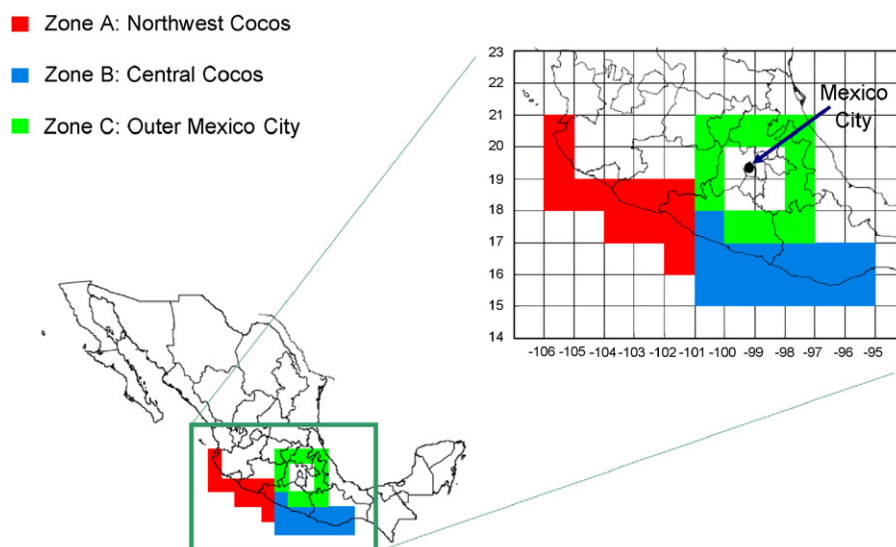 Zone A: Northwest Cocos
Zone B: Central Cocos
Zone C: Outer Mexico City
23
22
21
20
19
18
17
16
15
14
Mexico
City
-106 -105 -104 -103 -102 -101 -100 -99 -98 -97 -96 -95